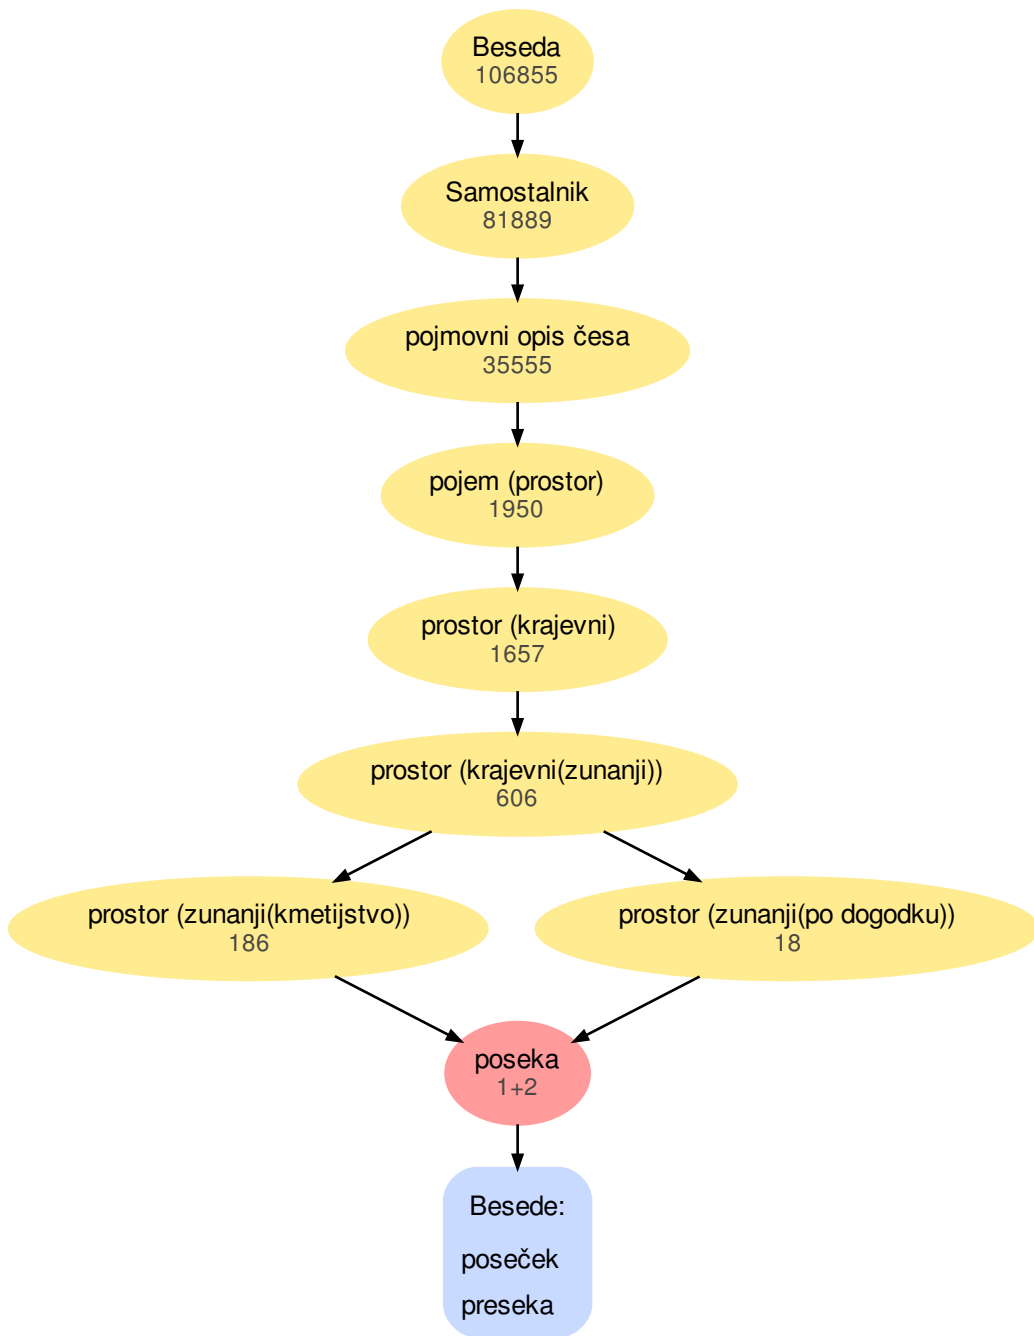 Beseda
106855
Samostalnik
81889
pojmovni opis česa
35555
pojem (prostor)
1950
prostor (krajevni)
1657
prostor (krajevni(zunanji))
606
prostor (zunanji(kmetijstvo))
186
prostor (zunanji(po dogodku))
18
poseka
1+2
Besede:
poseček
preseka